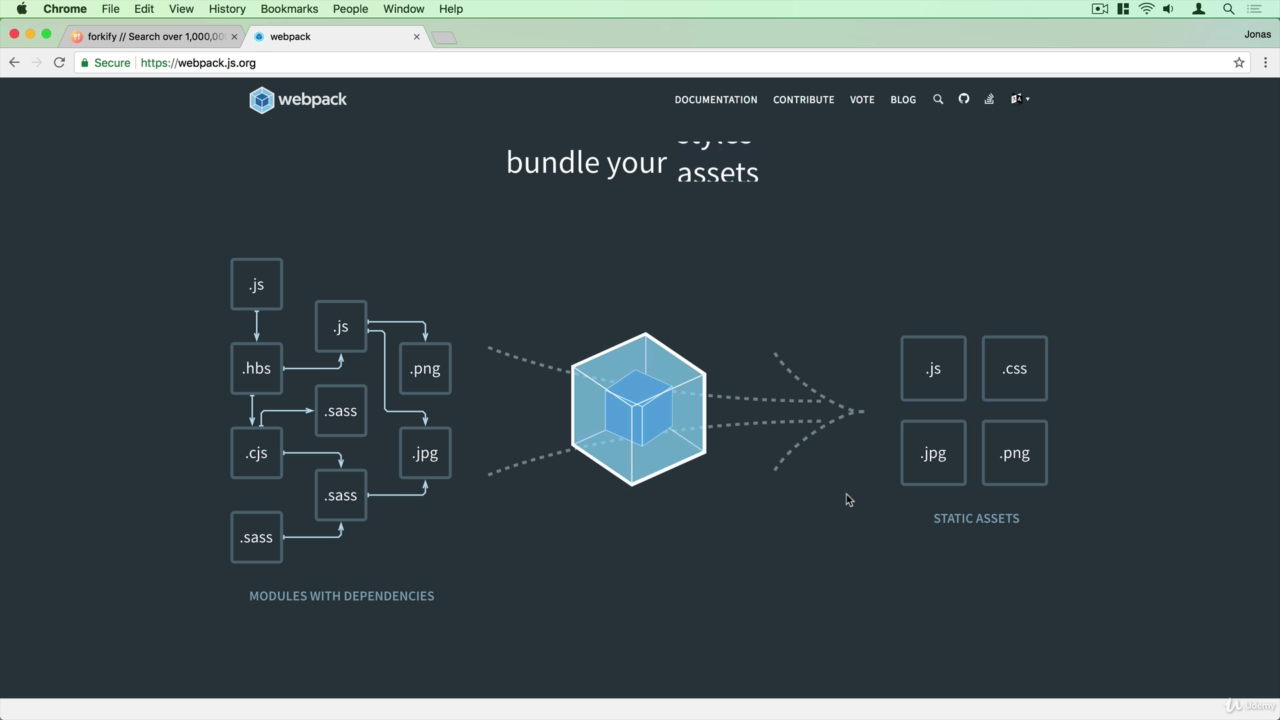 Chrome File Edit View History Bookmarks People Window Help
forkify // Search over 1,000,00
webpack
Jonas
Secure https://webpack.js.org
webpack
DOCUMENTATION CONTRIBUTE VOTE BLOG
styles
bundle your assets
.js
.js
.hbs
.png
.sass
.cjs
.jpg
.sass
.sass
MODULES WITH DEPENDENCIES
.js .css
.jpg .png
STATIC ASSETS
Udemy